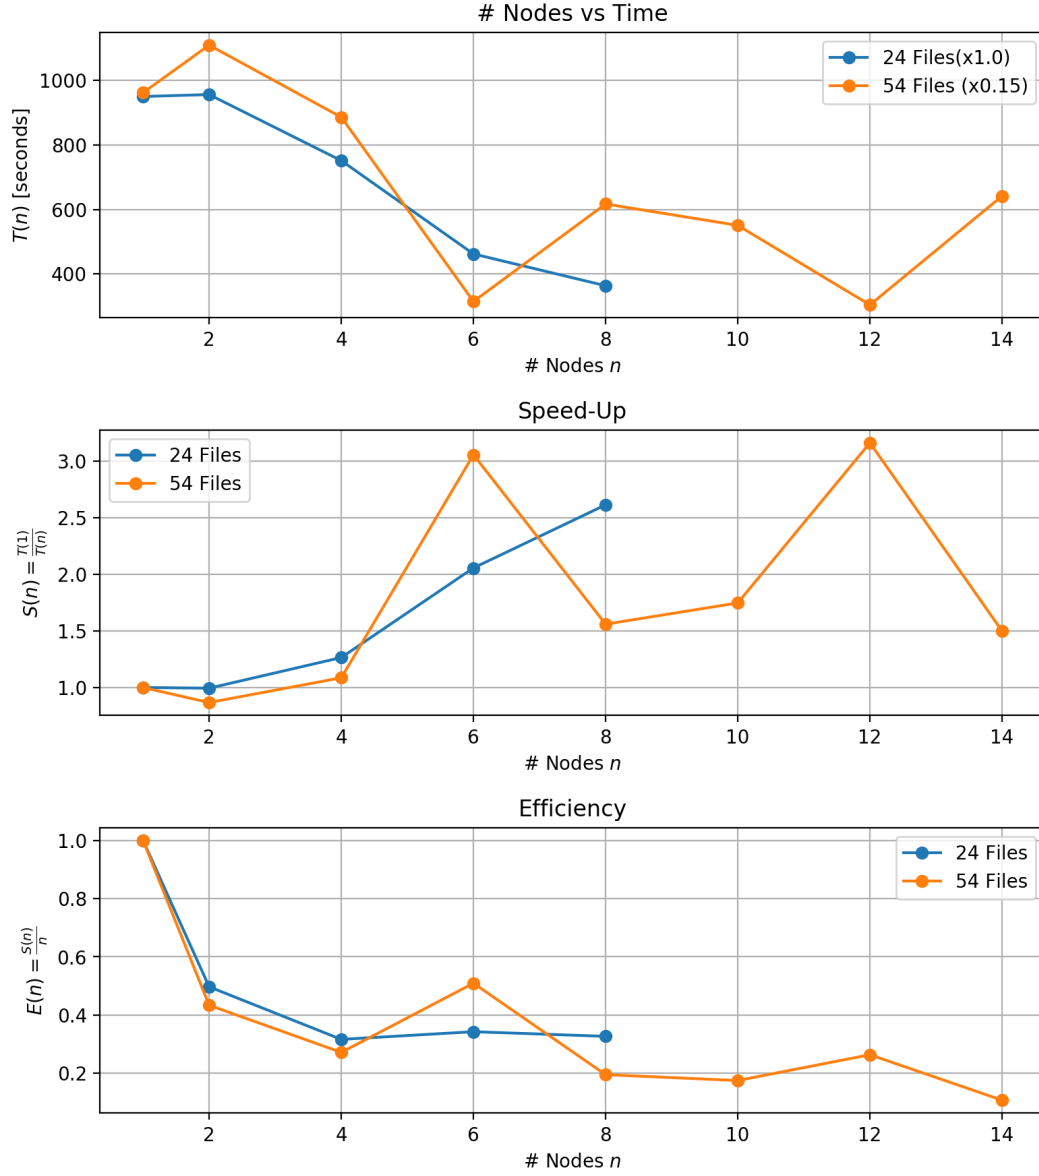 # Nodes vs Time
T(n) [seconds]
1000
800
600
400
24 Files(x1.0)
54 Files (x0.15)
2 4 6 8 10 12 14
# Nodes n
Speed-Up
S(n) = T(1)/T(n)
3.0
2.5
2.0
1.5
1.0
24 Files
54 Files
2 4 6 8 10 12 14
# Nodes n
Efficiency
E(n) = S(n)/n
1.0
0.8
0.6
0.4
0.2
24 Files
54 Files
2 4 6 8 10 12 14
# Nodes n